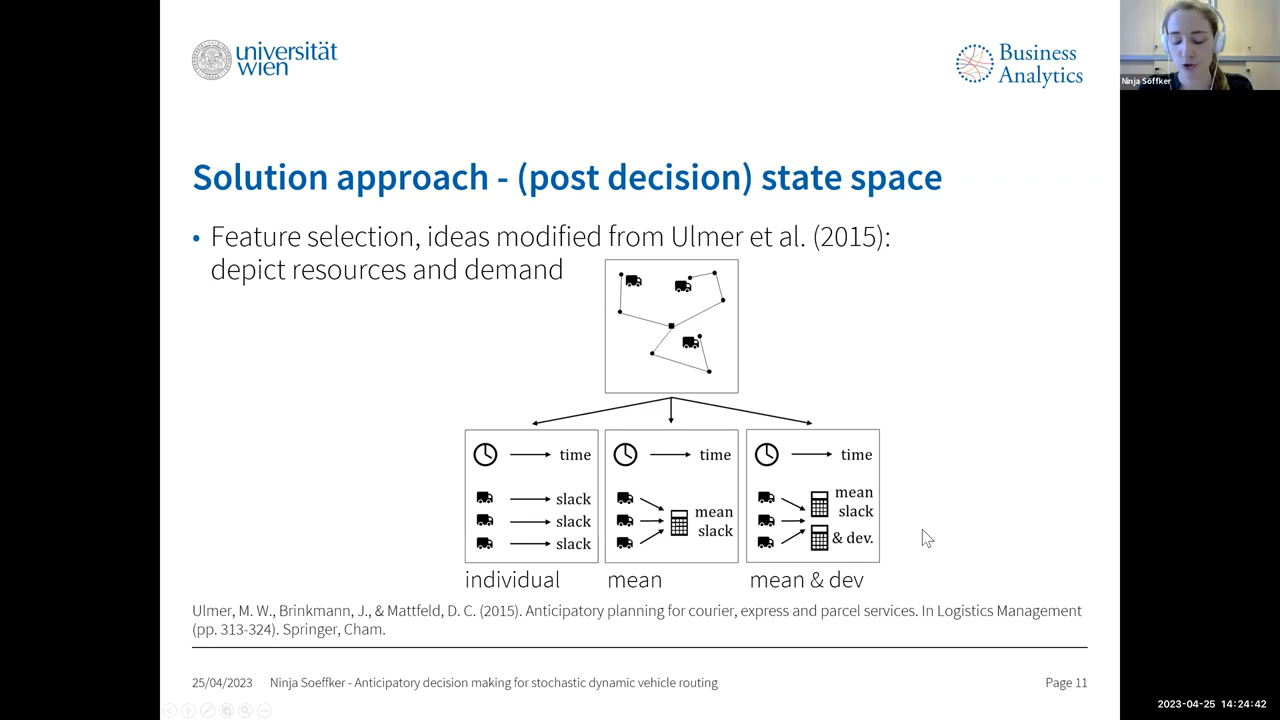 universität
wien
Business
Analytics
Ninja Söffker
Solution approach - (post decision) state space
• Feature selection, ideas modified from Ulmer et al. (2015):
depict resources and demand
time
slack
slack
slack
individual
time
mean
slack
mean
time
mean
slack
& dev.
mean & dev
Ulmer, M. W., Brinkmann, J., & Mattfeld, D. C. (2015). Anticipatory planning for courier, express and parcel services. In Logistics Management
(pp. 313-324). Springer, Cham.
25/04/2023 Ninja Soeffker - Anticipatory decision making for stochastic dynamic vehicle routing Page 11
2023-04-25 14:24:42